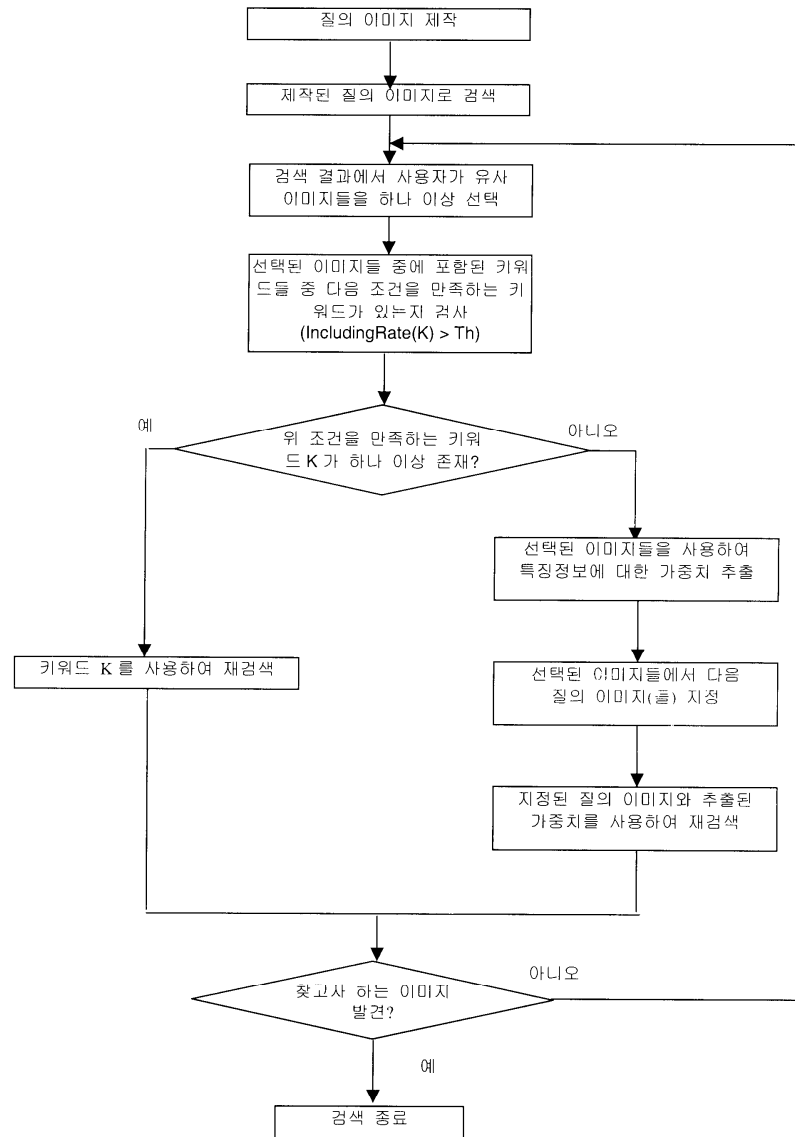 질의 이미지 제작
제작된 질의 이미지로 검색
검색 결과에서 사용자가 유사
이미지들을 하나 이상 선택
선택된 이미지들 중에 포함된 키워
드들 중 다음 조건을 만족하는 키
워드가 있는지 검사
(IncludingRate(K) > Th)
예
아니오
위 조건을 만족하는 키워
드 K 가 하나 이상 존재?
선택된 이미지들을 사용하여
특징정보에 대한 가중치 추출
키워드 K 를 사용하여 재검색
선택된 이미지들에서 다음
질의 이미지(들) 지정
지정된 질의 이미지와 추출된
가중치를 사용하여 재검색
아니오
찾고사 하는 이미지
발견?
예
검색 종료